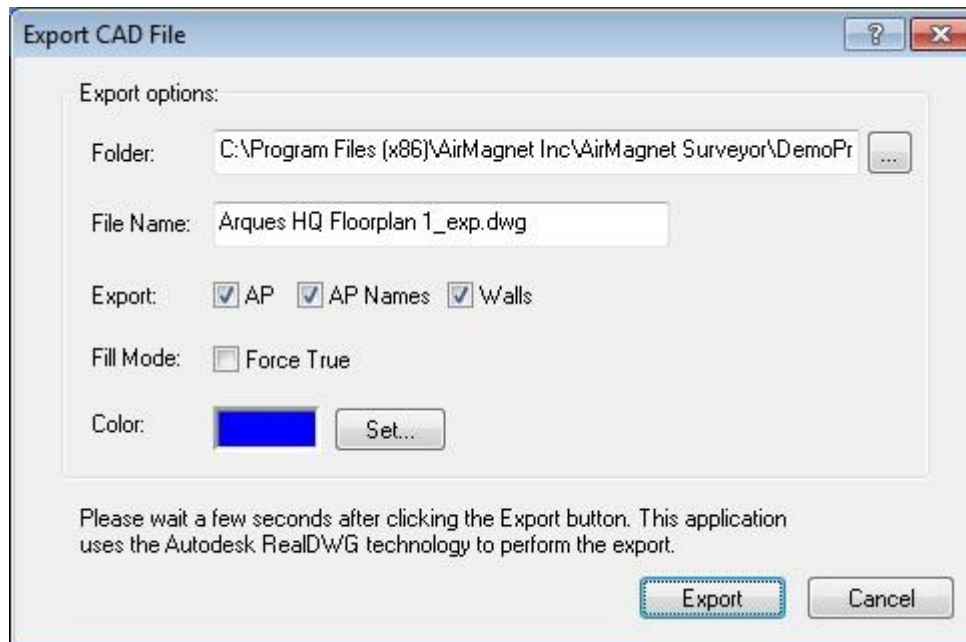 Export CAD File
Export options:
Folder: C:\Program Files (x86)\AirMagnet Inc\AirMagnet Surveyor\DemoPr ...
File Name: Arques HQ Floorplan 1_exp.dwg
Export: AP AP Names Walls
Fill Mode: Force True
Color: Set...
Please wait a few seconds after clicking the Export button. This application
uses the Autodesk RealDWG technology to perform the export.
Export Cancel